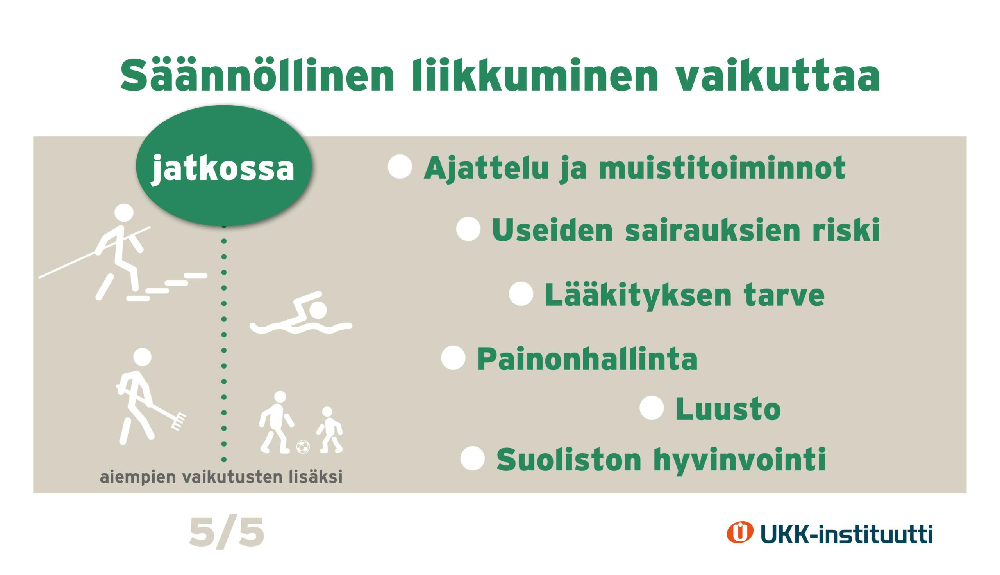 Säännöllinen liikkuminen vaikuttaa
jatkossa
Ajattelu ja muistitoiminnot
Useiden sairauksien riski
Lääkityksen tarve
Painonhallinta
Luusto
Suoliston hyvinvointi
aiempien vaikutusten lisäksi
5/5
UKK-instituutti